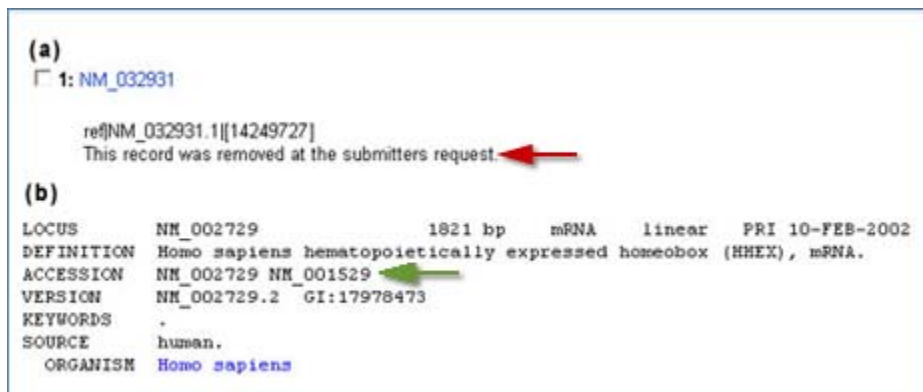 (a)
1: NM_032931
ref|NM_032931.1|[14249727]
This record was removed at the submitters request.
(b)
LOCUS NM_002729 1821 bp mRNA linear PRI 10-FEB-2002
DEFINITION Homo sapiens hematopoietically expressed homeobox (HHEX), mRNA.
ACCESSION NM_002729 NM_001529
VERSION NM_002729.2 GI:17978473
KEYWORDS .
SOURCE human.
ORGANISM Homo sapiens